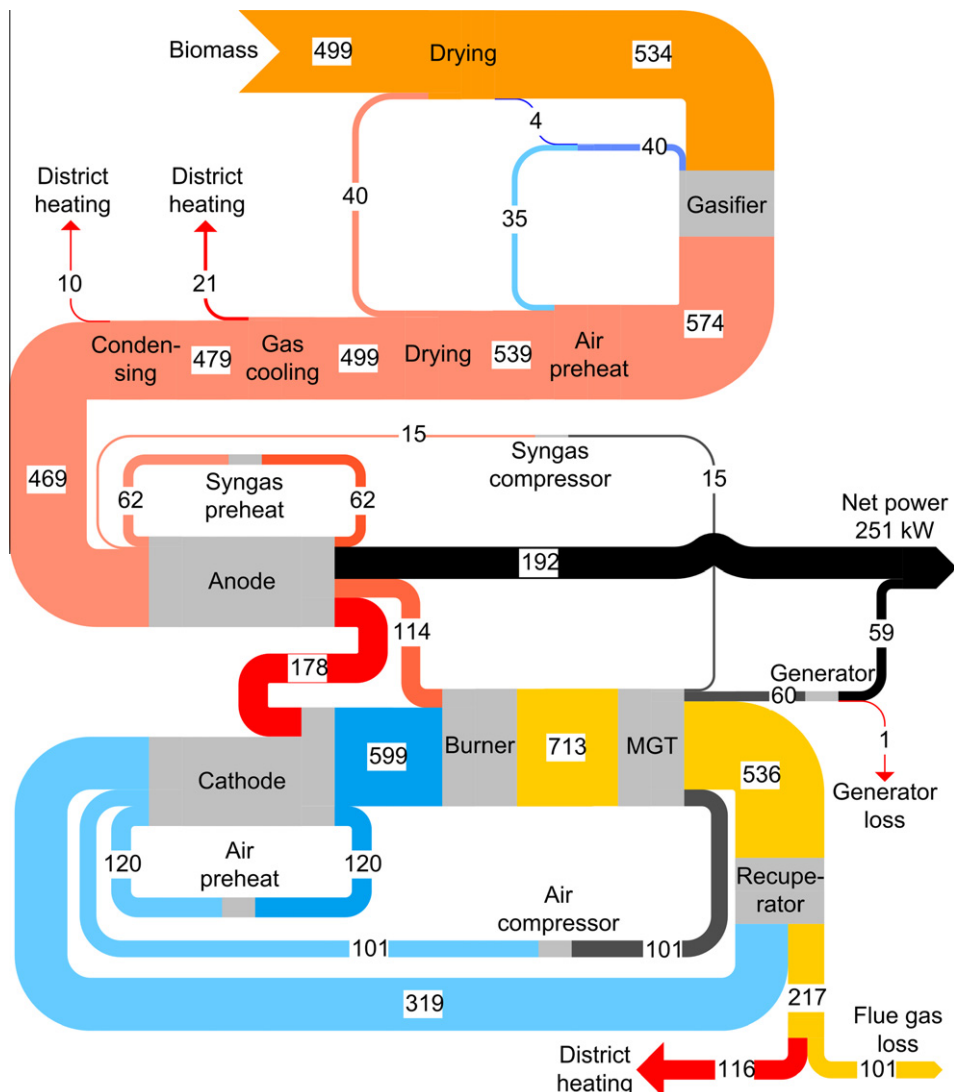 Biomass
499
Drying
534
4
40
District
heating
District
heating
40
35
Gasifier
10
21
574
Conden-
sing
479
Gas
cooling
499
Drying
539
Air
preheat
15
Syngas
compressor
469
62
Syngas
preheat
62
15
Net power
251 kW
192
Anode
114
59
178
Generator
60
599
Burner
713
MGT
1
536
Cathode
Generator
loss
120
Air
preheat
120
Recupe-
rator
Air
compressor
101
101
319
217
Flue gas
loss
District
heating
116
101